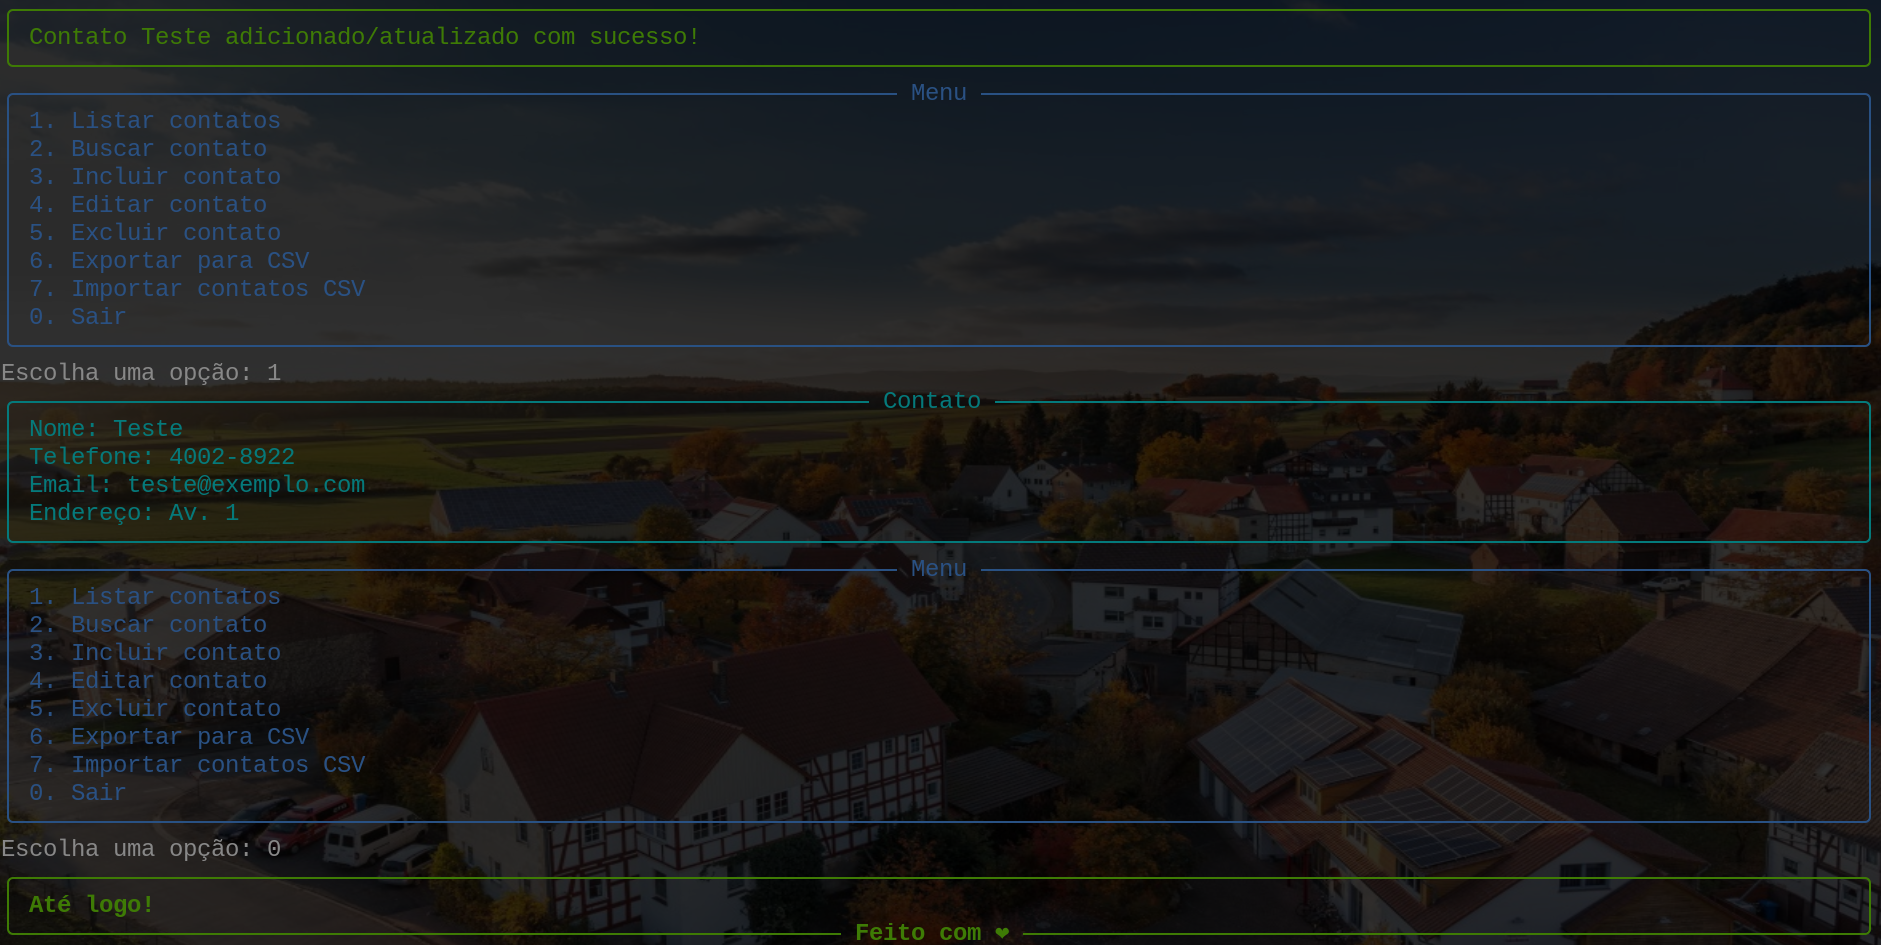 Contato Teste adicionado/atualizado com sucesso!
Menu
1. Listar contatos
2. Buscar contato
3. Incluir contato
4. Editar contato
5. Excluir contato
6. Exportar para CSV
7. Importar contatos CSV
0. Sair
Escolha uma opção: 1
Contato
Nome: Teste
Telefone: 4002-8922
Email: teste@exemplo.com
Endereço: Av. 1
Menu
1. Listar contatos
2. Buscar contato
3. Incluir contato
4. Editar contato
5. Excluir contato
6. Exportar para CSV
7. Importar contatos CSV
0. Sair
Escolha uma opção: 0
Até logo!
Feito com ❤